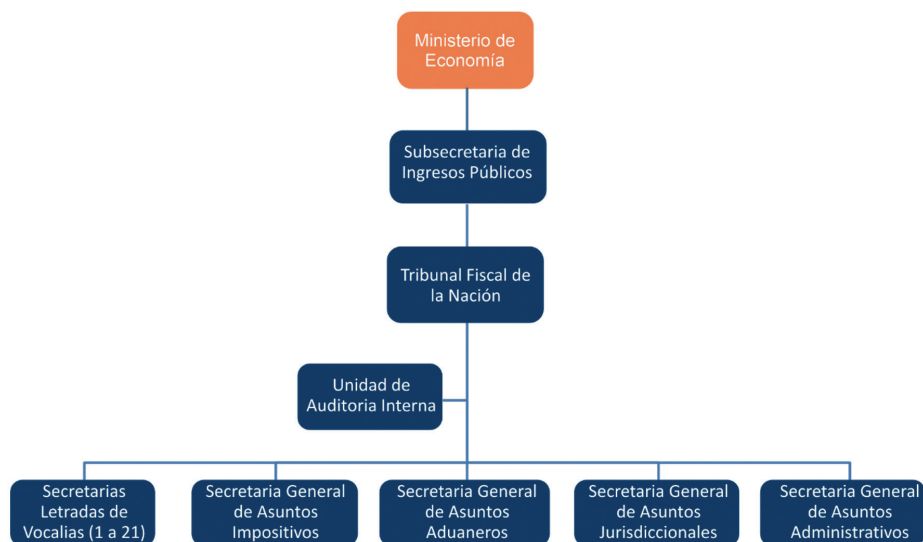 Ministerio de
Economía
Subsecretaria de
Ingresos Públicos
Tribunal Fiscal de
la Nación
Unidad de
Auditoria Interna
Secretarias
Letradas de
Vocalias (1 a 21)
Secretaria General
de Asuntos
Impositivos
Secretaria General
de Asuntos
Aduaneros
Secretaria General
de Asuntos
Jurisdiccionales
Secretaria General
de Asuntos
Administrativos